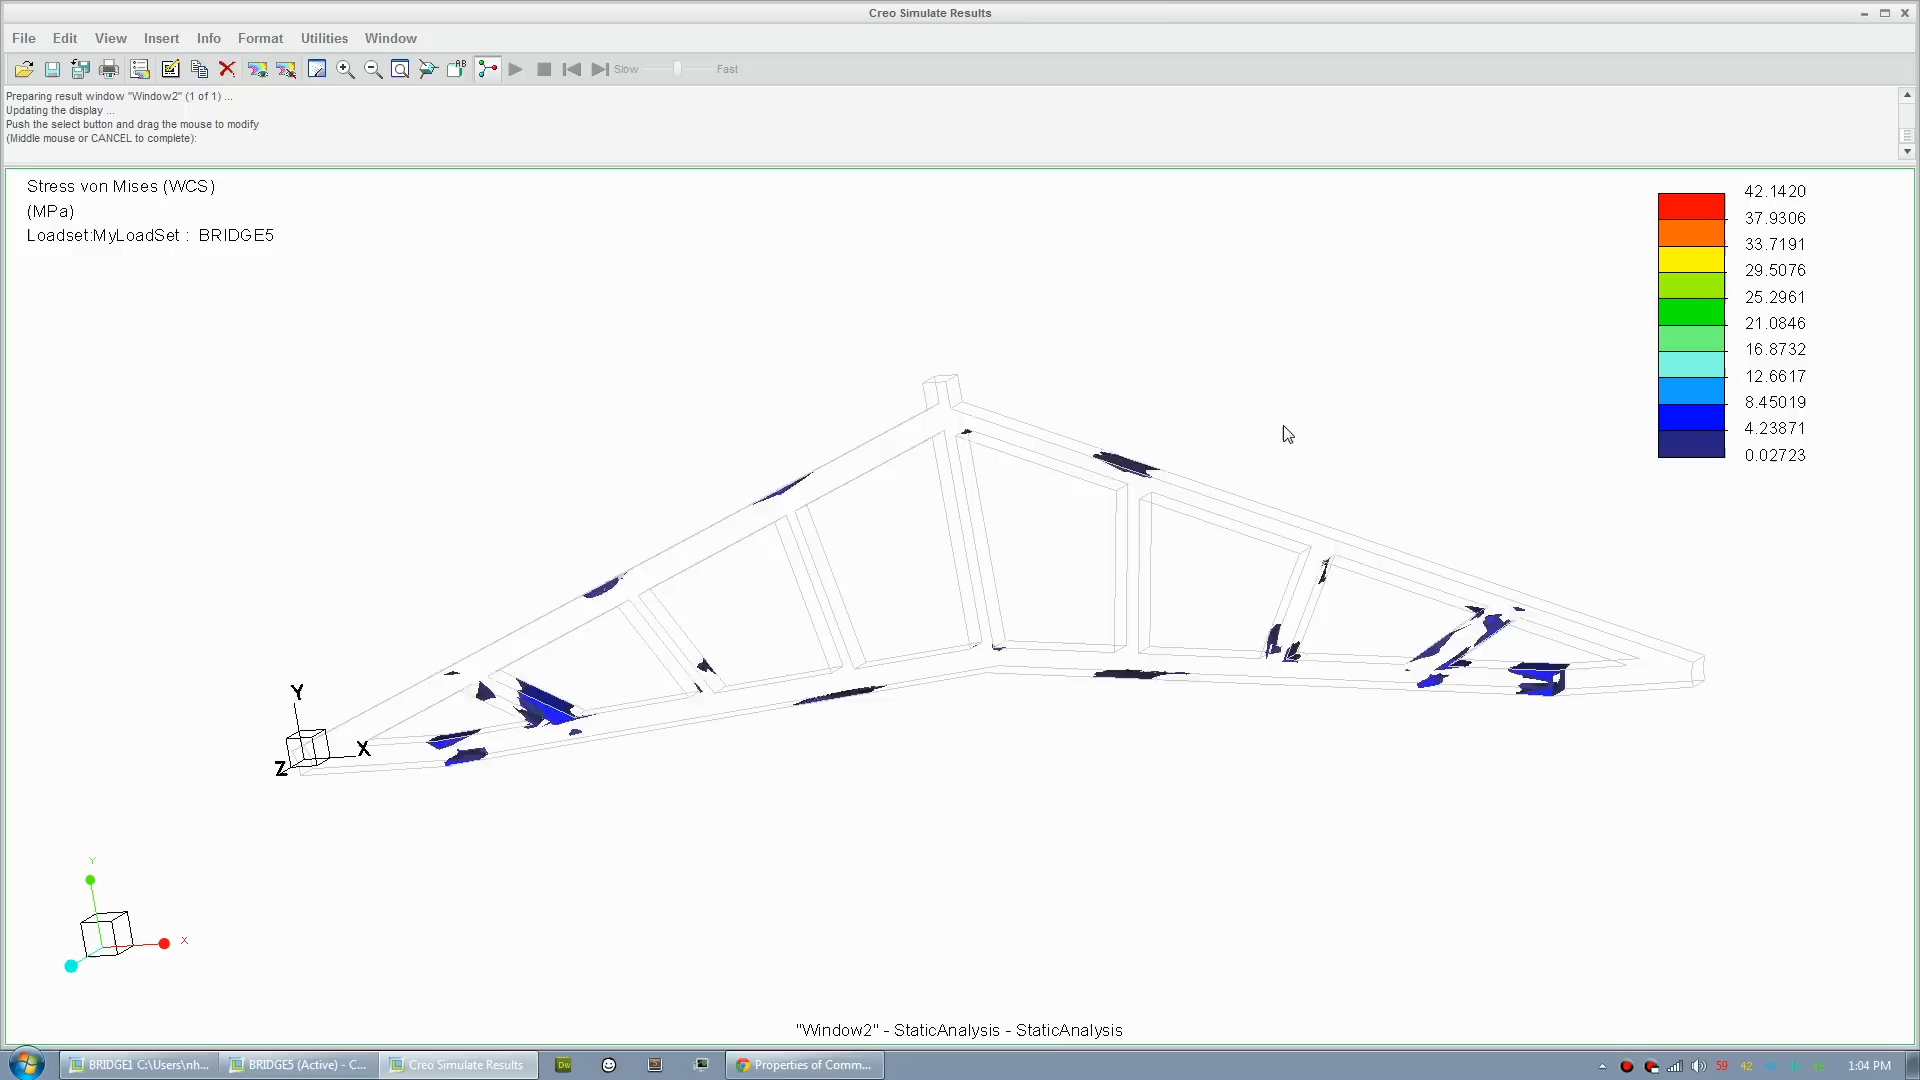 Creo Simulate Results
File Edit View Insert Info Format Utilities Window
Slow Fast
Preparing result window "Window2" (1 of 1) ...
Updating the display ...
Push the select button and drag the mouse to modify
(Middle mouse or CANCEL to complete):
Stress von Mises (WCS)
(MPa)
Loadset:MyLoadSet : BRIDGE5
42.1420
37.9306
33.7191
29.5076
25.2961
21.0846
16.8732
12.6617
8.45019
4.23871
0.02723
Y
X
Z
Y
X
"Window2" - StaticAnalysis - StaticAnalysis
BRIDGE1 C:\Users\nh... BRIDGE5 (Active) - C... Creo Simulate Results Dw Properties of Comm... 59 42 1:04 PM